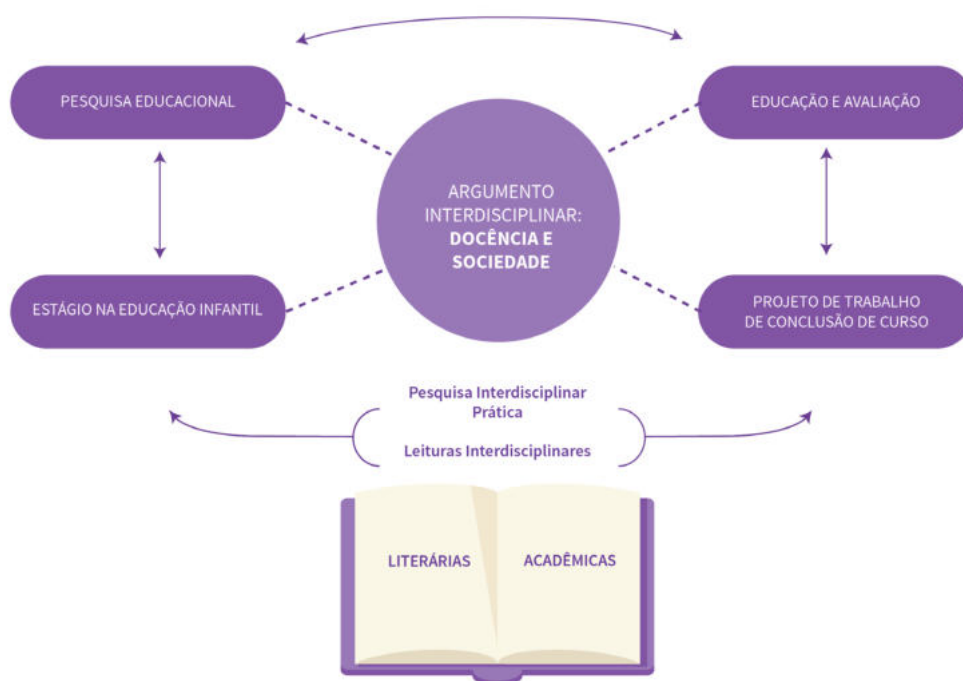 PESQUISA EDUCACIONAL
EDUCAÇÃO E AVALIAÇÃO
ARGUMENTO
INTERDISCIPLINAR:
DOCÊNCIA E
SOCIEDADE
ESTÁGIO NA EDUCAÇÃO INFANTIL
PROJETO DE TRABALHO
DE CONCLUSÃO DE CURSO
Pesquisa Interdisciplinar
Prática
Leituras Interdisciplinares
LITERÁRIAS
ACADÊMICAS